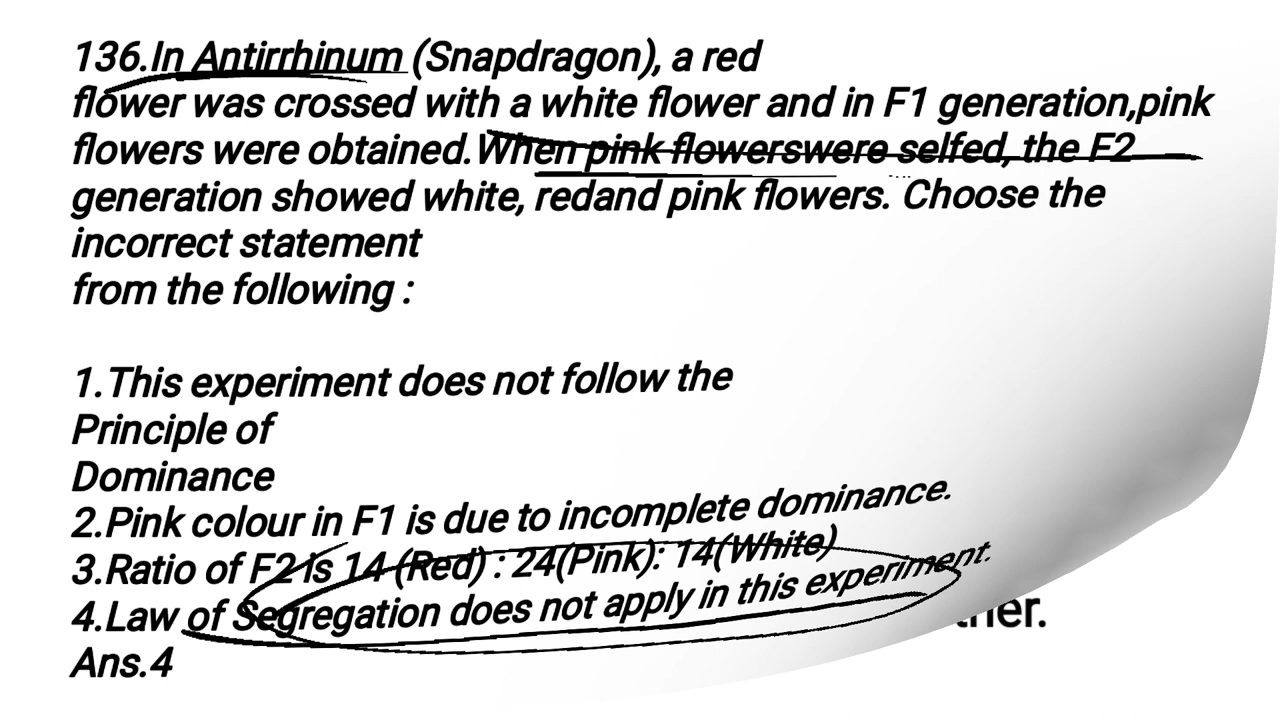 136.In Antirrhinum (Snapdragon), a red
flower was crossed with a white flower and in F1 generation,pink
flowers were obtained.When pink flowerswere selfed, the F2
generation showed white, redand pink flowers. Choose the
incorrect statement
from the following :
1.This experiment does not follow the
Principle of
Dominance
2.Pink colour in F1 is due to incomplete dominance.
3.Ratio of F2 is 14 (Red) : 24(Pink): 14(White)
4.Law of Segregation does not apply in this experiment.
Ans.4